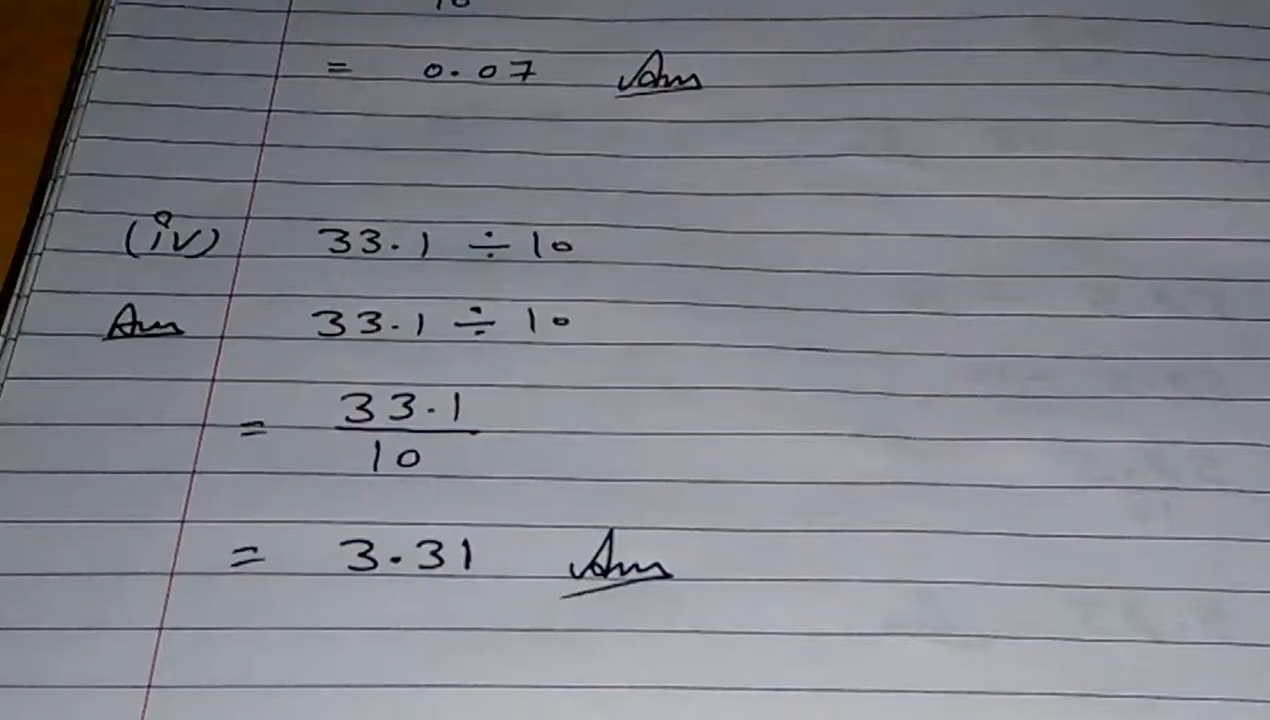 = 0.07 Ans
(iv) 33.1 ÷ 10
Ans 33.1 ÷ 10
= 33.1
10
= 3.31 Ans